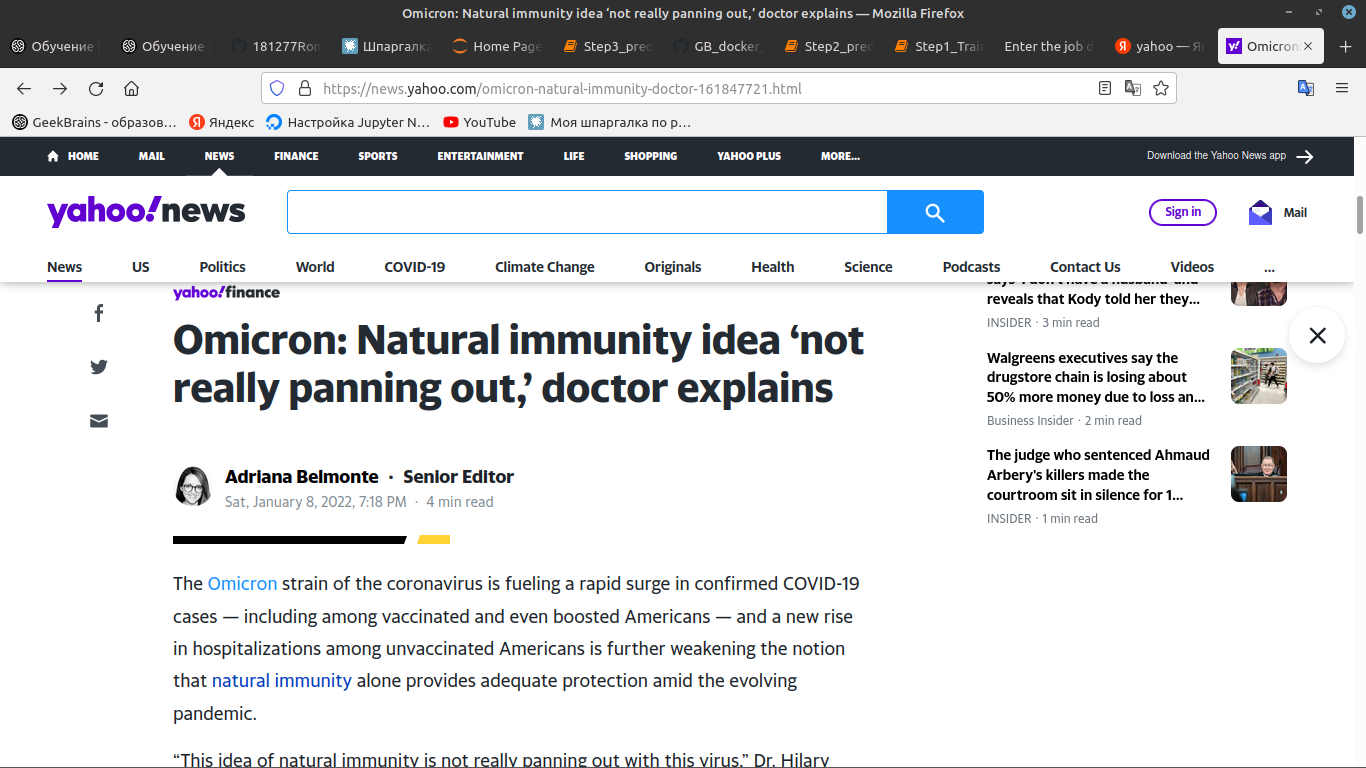 Omicron: Natural immunity idea ‘not really panning out,’ doctor explains — Mozilla Firefox
Обучение
Обучение
181277Ron
Шпаргалка
Home Page
Step3_pred
GB_docker_
Step2_pred
Step1_Trai
Enter the job d
yahoo — Я
Omicron
https://news.yahoo.com/omicron-natural-immunity-doctor-161847721.html
GeekBrains - образов…
Яндекс
Настройка Jupyter N…
YouTube
Моя шпаргалка по р…
HOME
MAIL
NEWS
FINANCE
SPORTS
ENTERTAINMENT
LIFE
SHOPPING
YAHOO PLUS
MORE...
Download the Yahoo News app
yahoo!news
Sign in
Mail
News
US
Politics
World
COVID-19
Climate Change
Originals
Health
Science
Podcasts
Contact Us
Videos
...
yahoo!finance
Omicron: Natural immunity idea ‘not
really panning out,’ doctor explains
Adriana Belmonte · Senior Editor
Sat, January 8, 2022, 7:18 PM · 4 min read
The Omicron strain of the coronavirus is fueling a rapid surge in confirmed COVID-19
cases — including among vaccinated and even boosted Americans — and a new rise
in hospitalizations among unvaccinated Americans is further weakening the notion
that natural immunity alone provides adequate protection amid the evolving
pandemic.
“This idea of natural immunity is not really panning out with this virus,” Dr. Hilary
says 'I don't have a husband' and
reveals that Kody told her they...
INSIDER · 3 min read
Walgreens executives say the
drugstore chain is losing about
50% more money due to loss an...
Business Insider · 2 min read
The judge who sentenced Ahmaud
Arbery's killers made the
courtroom sit in silence for 1...
INSIDER · 1 min read